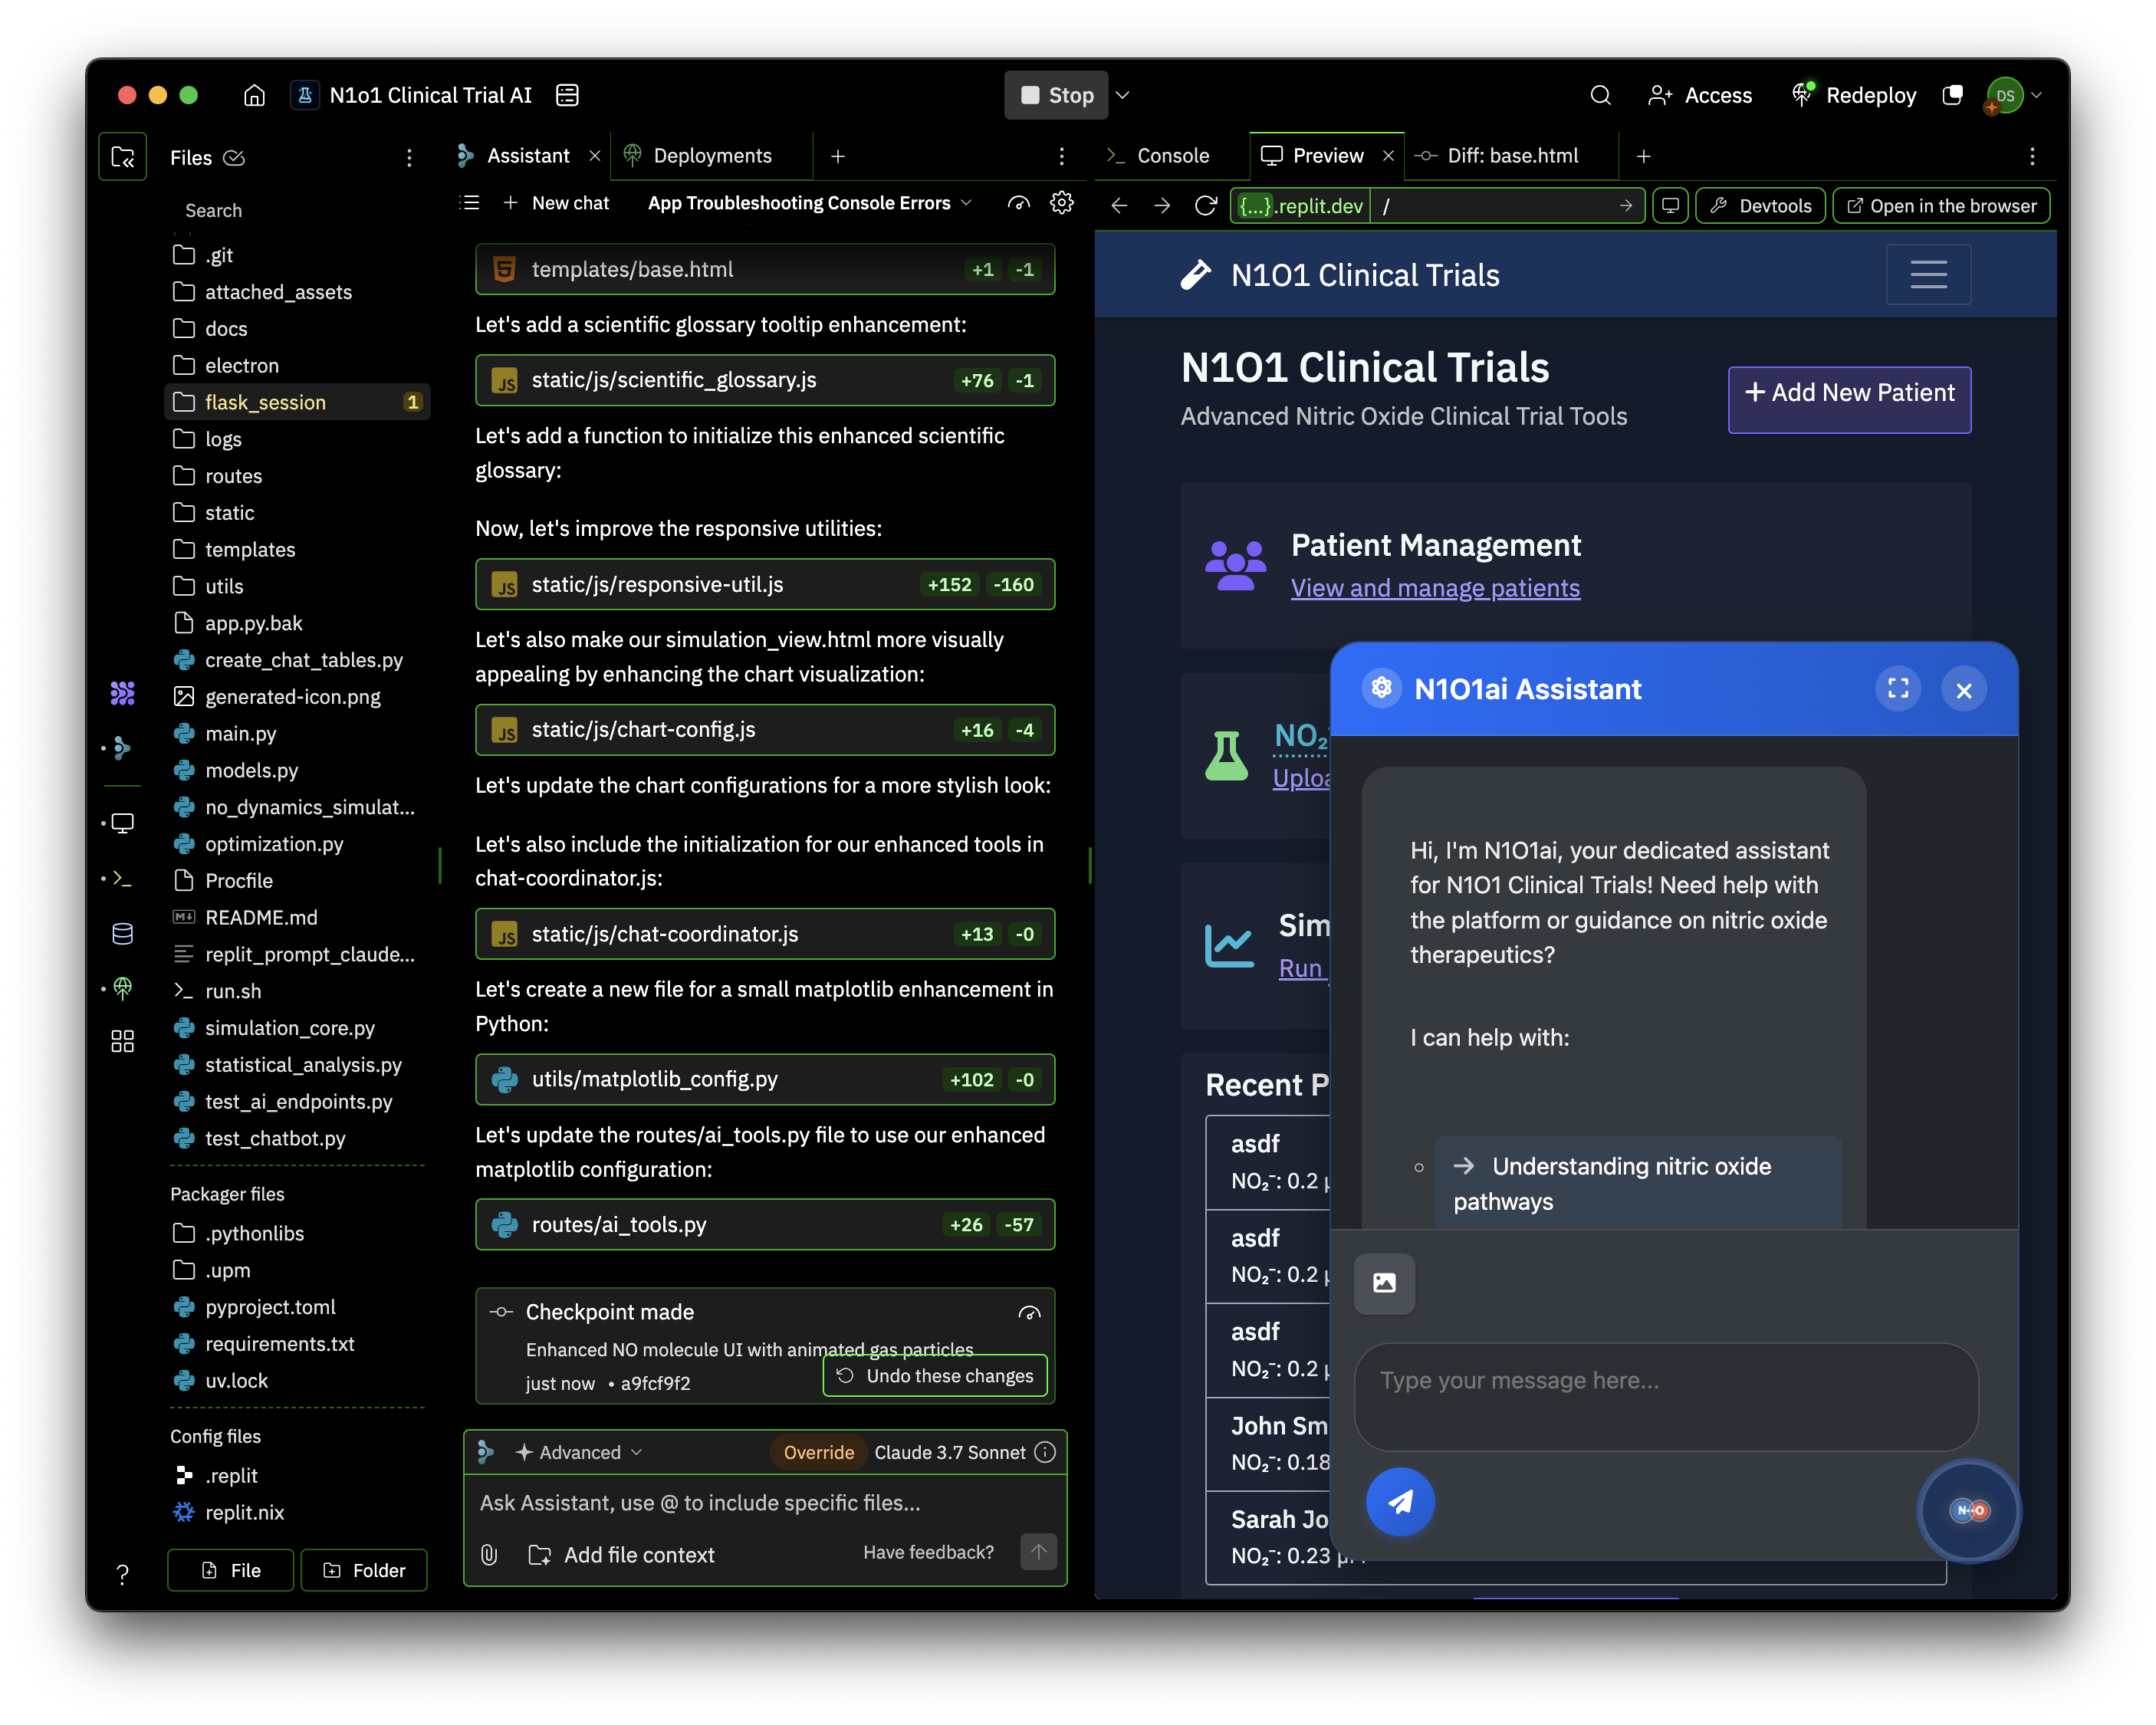 N1o1 Clinical Trial AI
Stop
Access
Redeploy
DS
Files
Search
.git
attached_assets
docs
electron
flask_session 1
logs
routes
static
templates
utils
app.py.bak
create_chat_tables.py
generated-icon.png
main.py
models.py
no_dynamics_simulat...
optimization.py
Procfile
README.md
replit_prompt_claude...
run.sh
simulation_core.py
statistical_analysis.py
test_ai_endpoints.py
test_chatbot.py
Packager files
.pythonlibs
.upm
pyproject.toml
requirements.txt
uv.lock
Config files
.replit
replit.nix
File
Folder
Assistant
Deployments
New chat
App Troubleshooting Console Errors
templates/base.html +1 -1
Let's add a scientific glossary tooltip enhancement:
JS static/js/scientific_glossary.js +76 -1
Let's add a function to initialize this enhanced scientific
glossary:
Now, let's improve the responsive utilities:
JS static/js/responsive-util.js +152 -160
Let's also make our simulation_view.html more visually
appealing by enhancing the chart visualization:
JS static/js/chart-config.js +16 -4
Let's update the chart configurations for a more stylish look:
Let's also include the initialization for our enhanced tools in
chat-coordinator.js:
JS static/js/chat-coordinator.js +13 -0
Let's create a new file for a small matplotlib enhancement in
Python:
utils/matplotlib_config.py +102 -0
Let's update the routes/ai_tools.py file to use our enhanced
matplotlib configuration:
routes/ai_tools.py +26 -57
Checkpoint made
Enhanced NO molecule UI with animated gas particles
just now • a9fcf9f2
Undo these changes
Advanced
Override
Claude 3.7 Sonnet
Ask Assistant, use @ to include specific files...
Add file context
Have feedback?
Console
Preview
Diff: base.html
{...}.replit.dev /
Devtools
Open in the browser
N1O1 Clinical Trials
N1O1 Clinical Trials
Advanced Nitric Oxide Clinical Trial Tools
+ Add New Patient
Patient Management
View and manage patients
NO₂⁻
Uploa
Sim
Run
Recent P
asdf
NO₂⁻: 0.2 µ
asdf
NO₂⁻: 0.2 µ
asdf
NO₂⁻: 0.2 µ
John Sm
NO₂⁻: 0.18
Sarah Jo
NO₂⁻: 0.23 µM
N1O1ai Assistant
Hi, I'm N1O1ai, your dedicated assistant
for N1O1 Clinical Trials! Need help with
the platform or guidance on nitric oxide
therapeutics?
I can help with:
→ Understanding nitric oxide
pathways
Type your message here...
N O